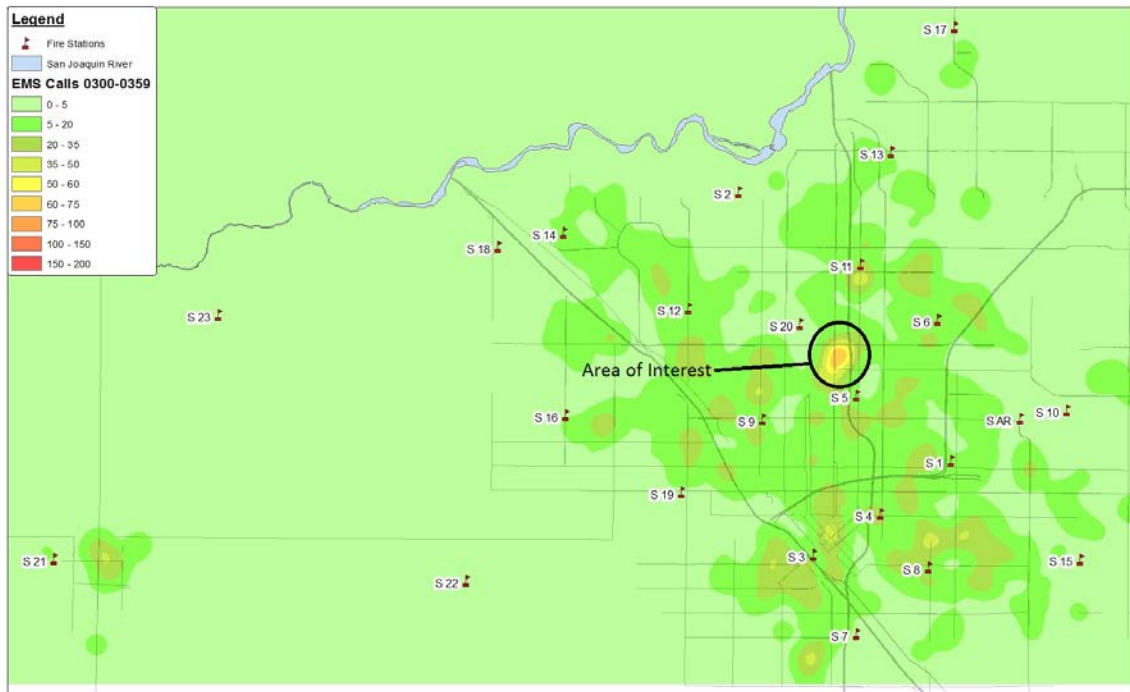 Legend
Fire Stations
San Joaquin River
EMS Calls 0300-0359
0 - 5
5 - 20
20 - 35
35 - 50
50 - 60
60 - 75
75 - 100
100 - 150
150 - 200
S 17
S 13
S 2
S 14
S 18
S 11
S 12
S 23
S 20
S 6
Area of Interest
S 5
S 16
S 9
S AR
S 10
S 1
S 19
S 4
S 3
S 21
S 22
S 8
S 15
S 7